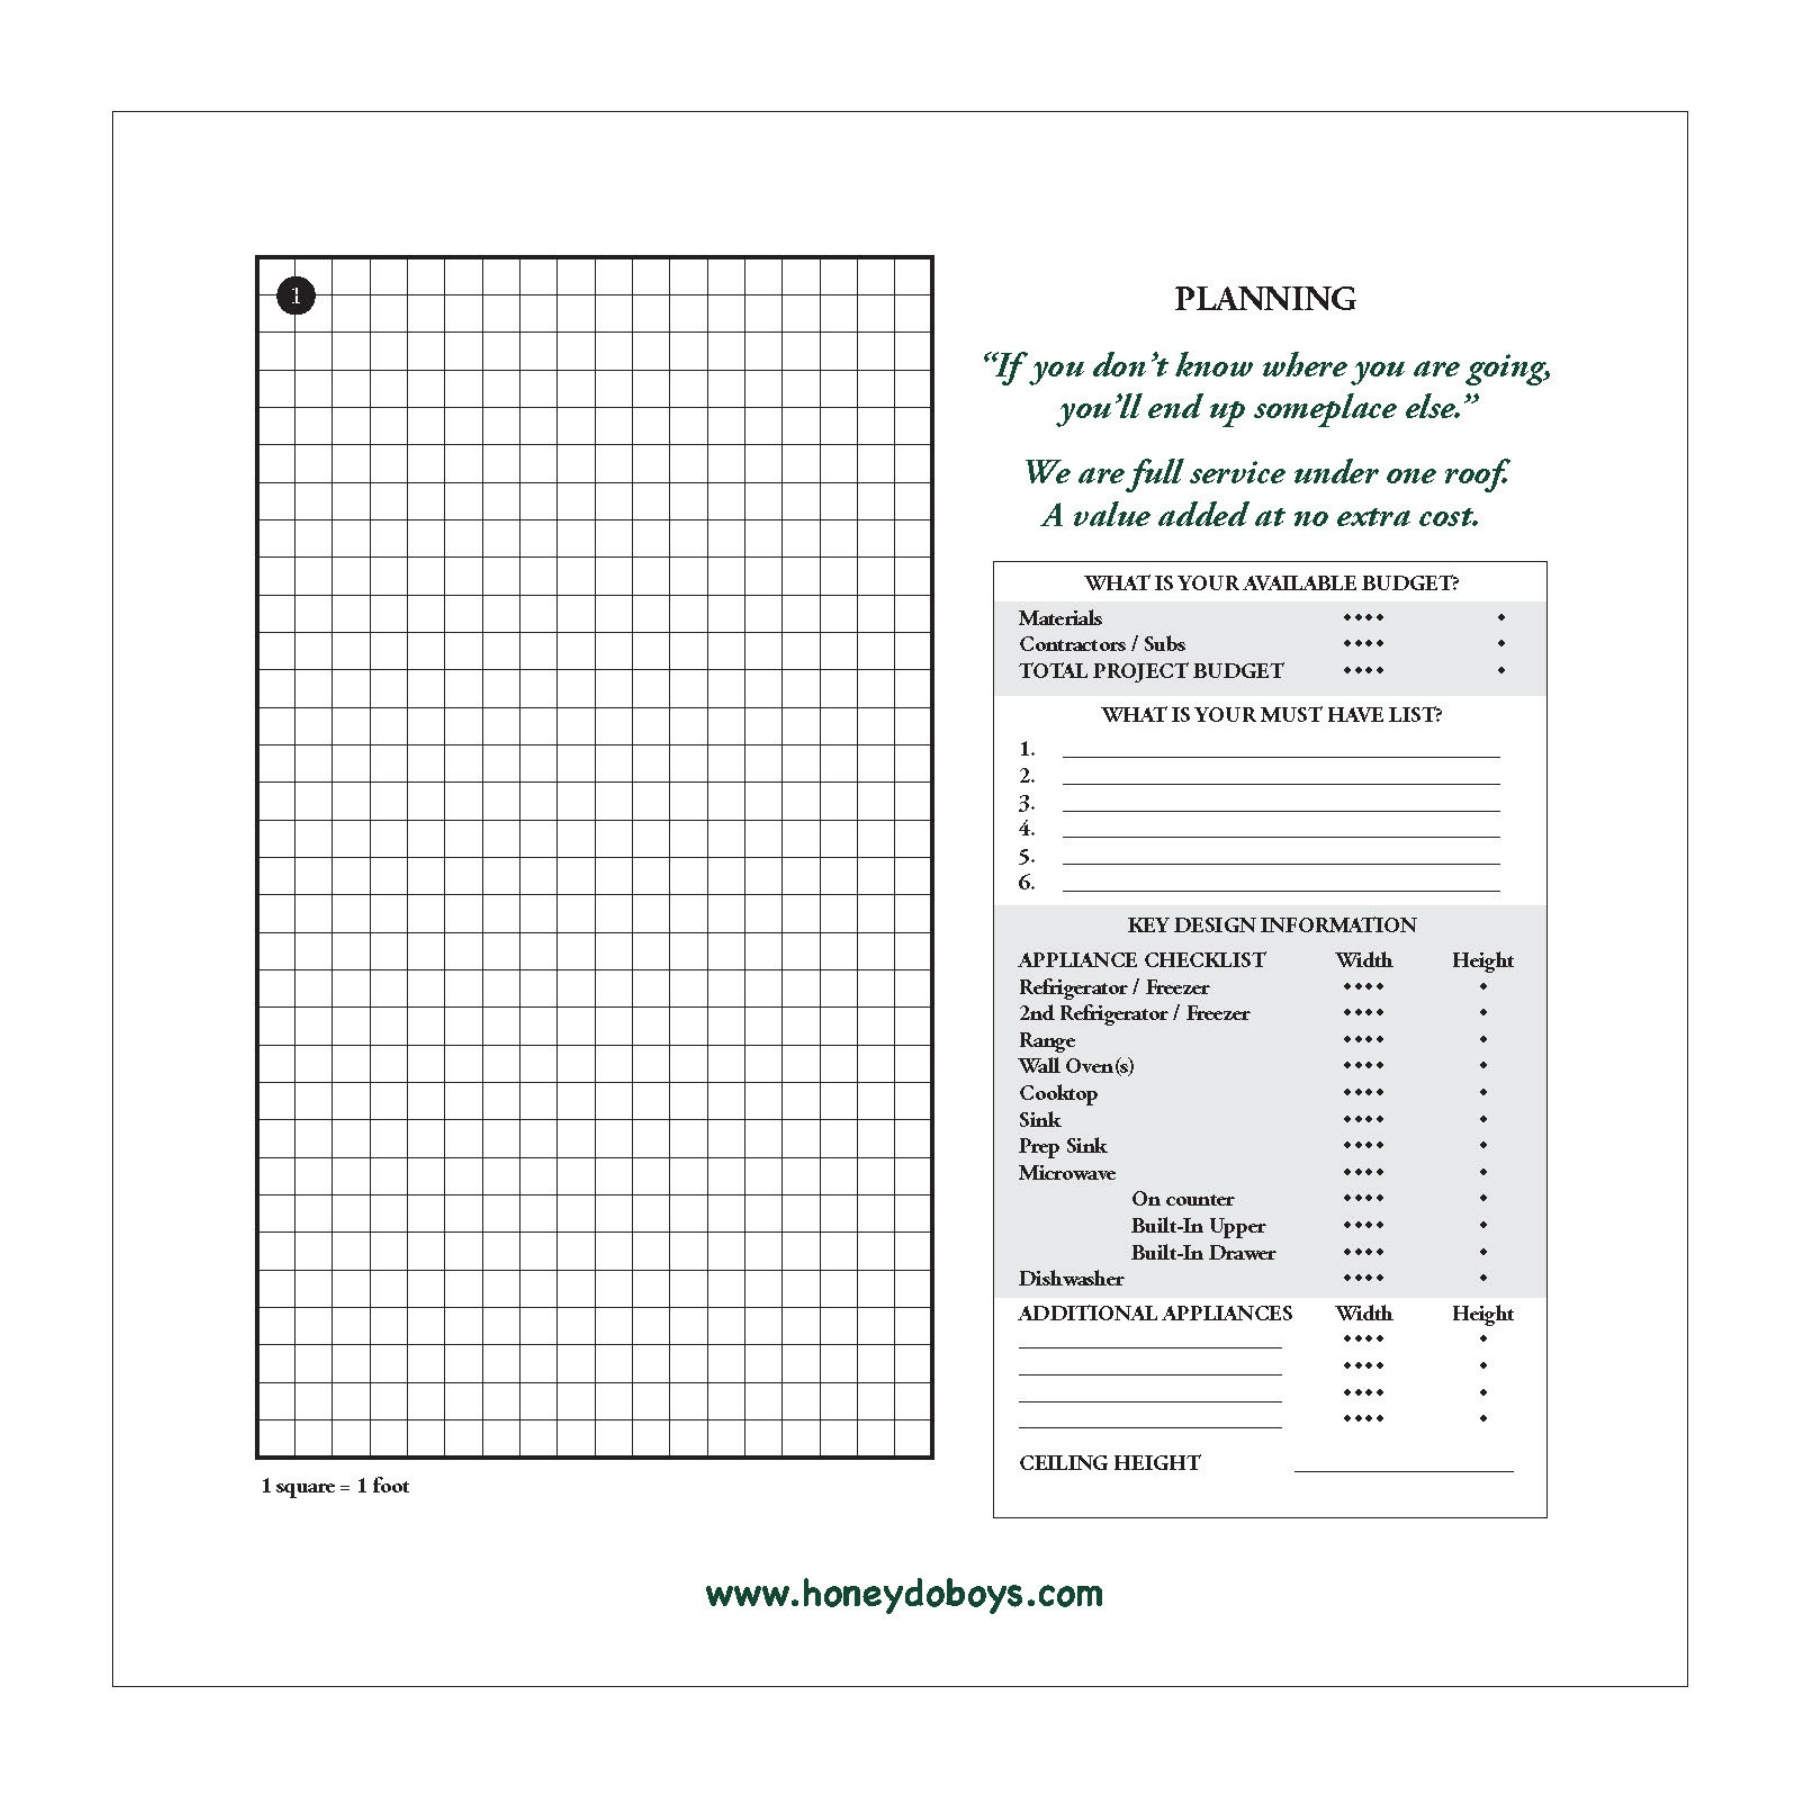 1
1 square = 1 foot
PLANNING
“If you don’t know where you are going,
you’ll end up someplace else.”
We are full service under one roof.
A value added at no extra cost.
WHAT IS YOUR AVAILABLE BUDGET?
Materials •••• •
Contractors / Subs •••• •
TOTAL PROJECT BUDGET •••• •
WHAT IS YOUR MUST HAVE LIST?
1.
2.
3.
4.
5.
6.
KEY DESIGN INFORMATION
APPLIANCE CHECKLIST Width Height
Refrigerator / Freezer •••• •
2nd Refrigerator / Freezer •••• •
Range •••• •
Wall Oven(s) •••• •
Cooktop •••• •
Sink •••• •
Prep Sink •••• •
Microwave •••• •
On counter •••• •
Built-In Upper •••• •
Built-In Drawer •••• •
Dishwasher •••• •
ADDITIONAL APPLIANCES Width Height
•••• •
•••• •
•••• •
•••• •
CEILING HEIGHT
www.honeydoboys.com